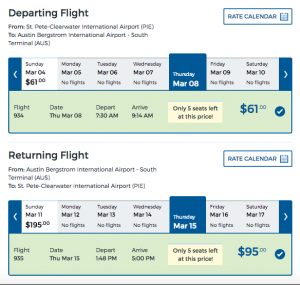 Departing Flight
RATE CALENDAR
From: St. Pete-Clearwater International Airport (PIE)
To: Austin Bergstrom International Airport - South
Terminal (AUS)
Sunday Monday Tuesday Wednesday Thursday Friday Saturday
Mar 04 Mar 05 Mar 06 Mar 07 Mar 08 Mar 09 Mar 10
$61.00 No flights No flights No flights No flights No flights
Flight Date Depart Arrive Only 5 seats left $61.00
934 Thu Mar 08 7:30 AM 9:14 AM at this price!
Returning Flight
RATE CALENDAR
From: Austin Bergstrom International Airport - South
Terminal (AUS)
To: St. Pete-Clearwater International Airport (PIE)
Sunday Monday Tuesday Wednesday Thursday Friday Saturday
Mar 11 Mar 12 Mar 13 Mar 14 Mar 15 Mar 16 Mar 17
$195.00 No flights No flights No flights No flights No flights
Flight Date Depart Arrive Only 5 seats left $95.00
935 Thu Mar 15 1:48 PM 5:00 PM at this price!